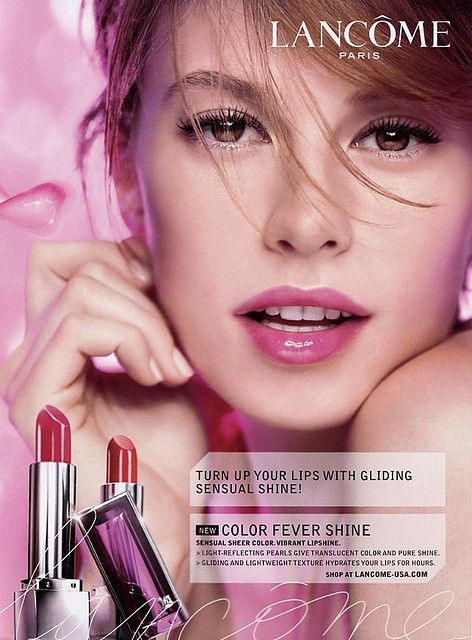 LANCÔME
PARIS
TURN UP YOUR LIPS WITH GLIDING
SENSUAL SHINE!
NEW COLOR FEVER SHINE
SENSUAL SHEER COLOR. VIBRANT LIPSHINE.
> LIGHT-REFLECTING PEARLS GIVE TRANSLUCENT COLOR AND PURE SHINE.
> GLIDING AND LIGHTWEIGHT TEXTURE HYDRATES YOUR LIPS FOR HOURS.
SHOP AT LANCOME-USA.COM
Lancôme